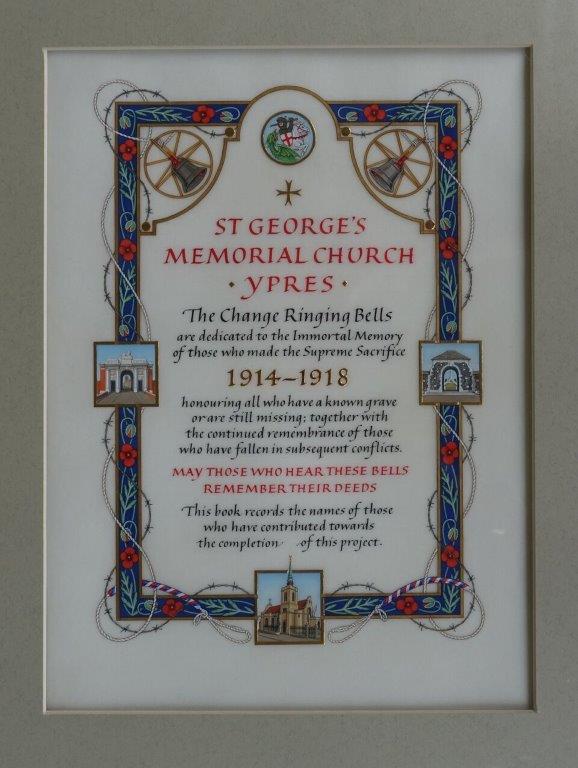 ST GEORGE'S
MEMORIAL CHURCH
· YPRES ·
The Change Ringing Bells
are dedicated to the Immortal Memory
of those who made the Supreme Sacrifice
1914–1918
honouring all who have a known grave
or are still missing; together with
the continued remembrance of those
who have fallen in subsequent conflicts.
MAY THOSE WHO HEAR THESE BELLS
REMEMBER THEIR DEEDS
This book records the names of those
who have contributed towards
the completion of this project.